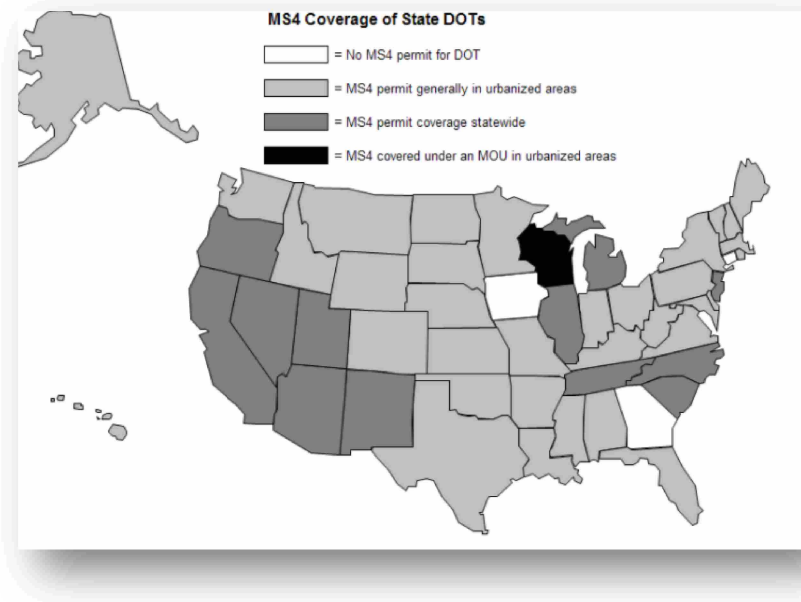 MS4 Coverage of State DOTs
= No MS4 permit for DOT
= MS4 permit generally in urbanized areas
= MS4 permit coverage statewide
= MS4 covered under an MOU in urbanized areas